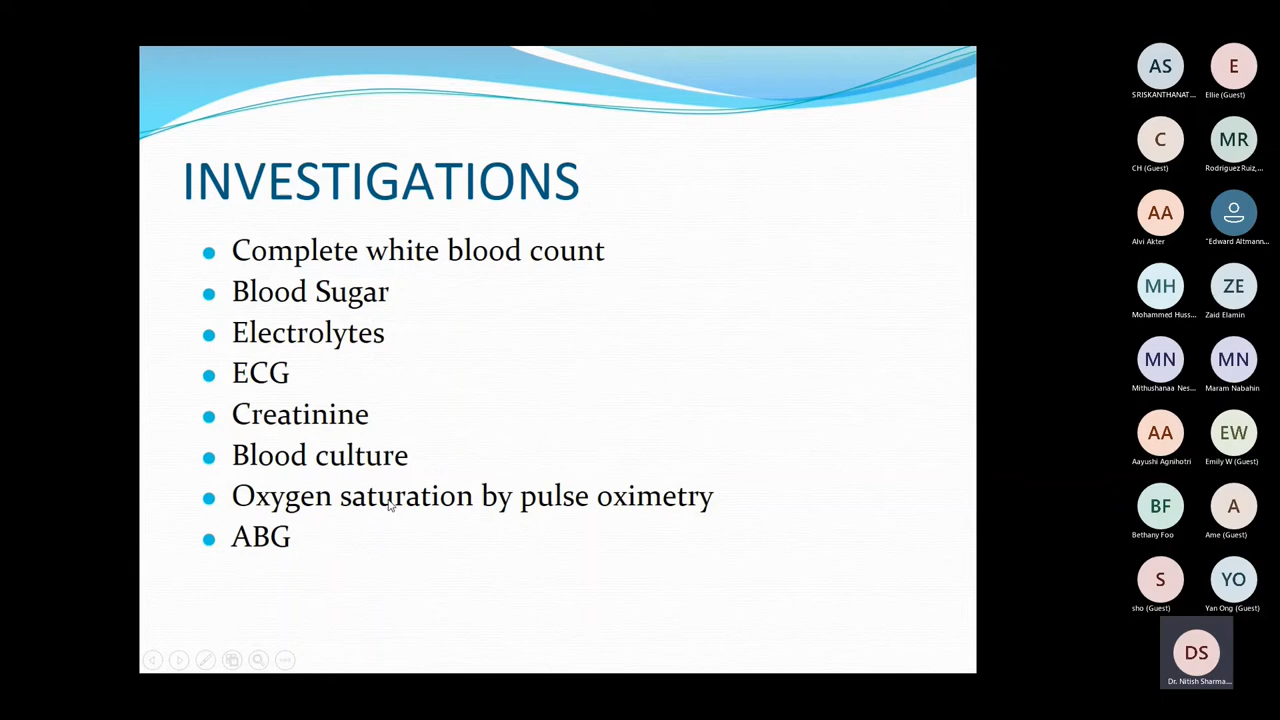 INVESTIGATIONS
Complete white blood count
Blood Sugar
Electrolytes
ECG
Creatinine
Blood culture
Oxygen saturation by pulse oximetry
ABG
AS
SRISKANTHANAT...
E
Ellie (Guest)
C
CH (Guest)
MR
Rodriguez Ruiz,...
AA
Alvi Akter
"Edward Altmann...
MH
Mohammed Huss...
ZE
Zaid Elamin
MN
Mithushanaa Nes...
MN
Maram Nabahin
AA
Aayushi Agnihotri
EW
Emily W (Guest)
BF
Bethany Foo
A
Ame (Guest)
S
sho (Guest)
YO
Yan Ong (Guest)
DS
Dr. Nitish Sharma...